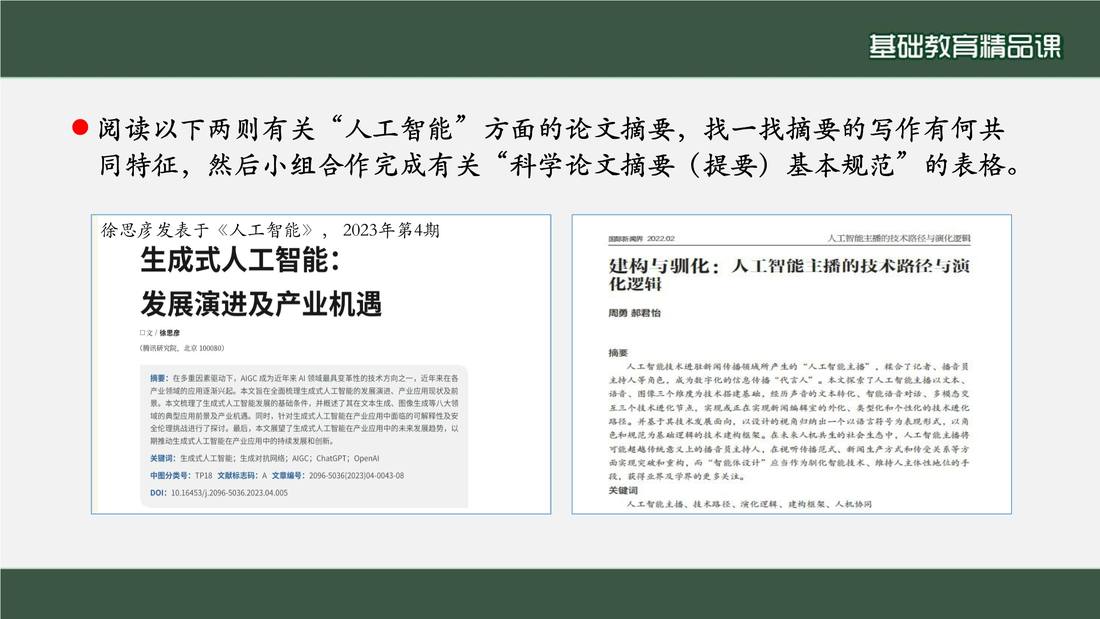 基础教育精品课
阅读以下两则有关“人工智能”方面的论文摘要，找一找摘要的写作有何共
同特征，然后小组合作完成有关“科学论文摘要（提要）基本规范”的表格。
徐思彦发表于《人工智能》，2023年第4期
生成式人工智能：
发展演进及产业机遇
□ 文 / 徐思彦
（腾讯研究院，北京 100080）
摘要：在多重因素驱动下，AIGC 成为近年来 AI 领域最具变革性的技术方向之一，近年来在各
产业领域的应用逐渐兴起。本文旨在全面梳理生成式人工智能的发展演进、产业应用现状及前
景。本文梳理了生成式人工智能发展的基础条件，并概述了其在文本生成、图像生成等八大领
域的典型应用前景及产业机遇。同时，针对生成式人工智能在产业应用中面临的可解释性及安
全伦理挑战进行了探讨。最后，本文展望了生成式人工智能在产业应用中的未来发展趋势，以
期推动生成式人工智能在产业应用中的持续发展和创新。
关键词：生成式人工智能；生成对抗网络；AIGC；ChatGPT；OpenAI
中图分类号：TP18 文献标志码：A 文章编号：2096-5036(2023)04-0043-08
DOI：10.16453/j.2096-5036.2023.04.005
国际新闻界 2022.02 人工智能主播的技术路径与演化逻辑
建构与驯化：人工智能主播的技术路径与演
化逻辑
周勇 郝君怡
摘要
人工智能技术进驻新闻传播领域所产生的“人工智能主播”，糅合了记者、播音员
主持人等角色，成为数字化的信息传播“代言人”。本文探索了人工智能主播以文本、
语音、图像三个维度为技术搭建基础，经历声音的文本转化、智能语音对话、多模态交
互三个技术进化节点，实现或正在实现新闻编辑室的外化、类型化和个性化的技术进化
路径。并基于其技术发展面向，以设计的视角归纳出一个以语言符号为表现形式，以角
色和规范为基础逻辑的技术建构框架。在未来人机共生的社会生态中，人工智能主播将
可能超越传统意义上的播音员主持人，在视听传播范式、新闻生产方式和传受关系等方
面实现突破和重构，而“智能体设计”应当作为驯化智能技术、维持人主体性地位的手
段，获得业界及学界的更多关注。
关键词
人工智能主播、技术路径、演化逻辑、建构框架、人机协同